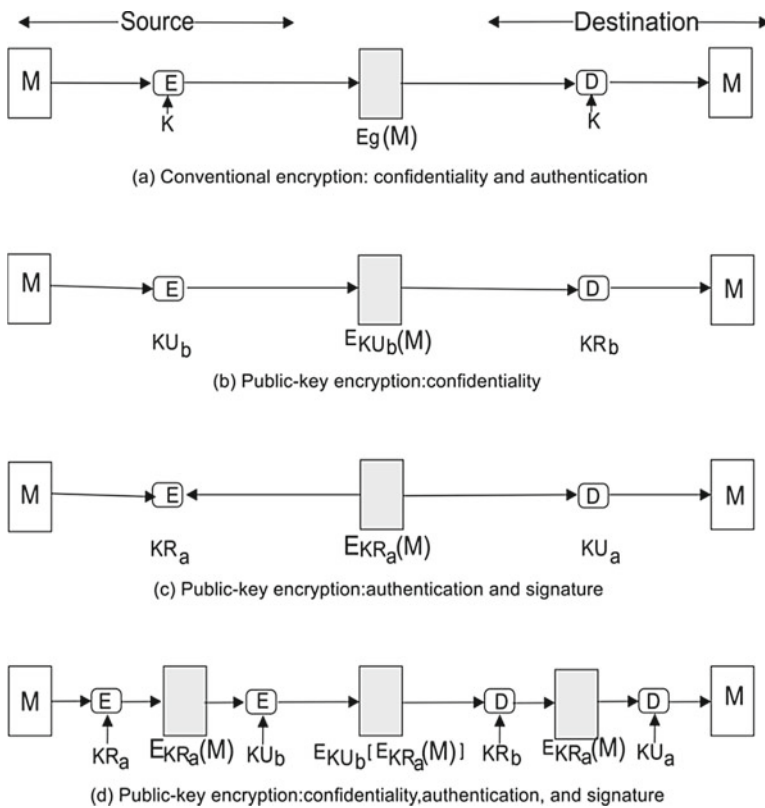 Source Destination
M E D M
K Eg(M) K
(a) Conventional encryption: confidentiality and authentication
M E D M
KUb EKUb(M) KRb
(b) Public-key encryption:confidentiality
M E D M
KRa EKRa(M) KUa
(c) Public-key encryption:authentication and signature
M E E D D M
KRa EKRa(M) KUb EKUb[EKRa(M)] KRb EKRa(M) KUa
(d) Public-key encryption:confidentiality,authentication, and signature